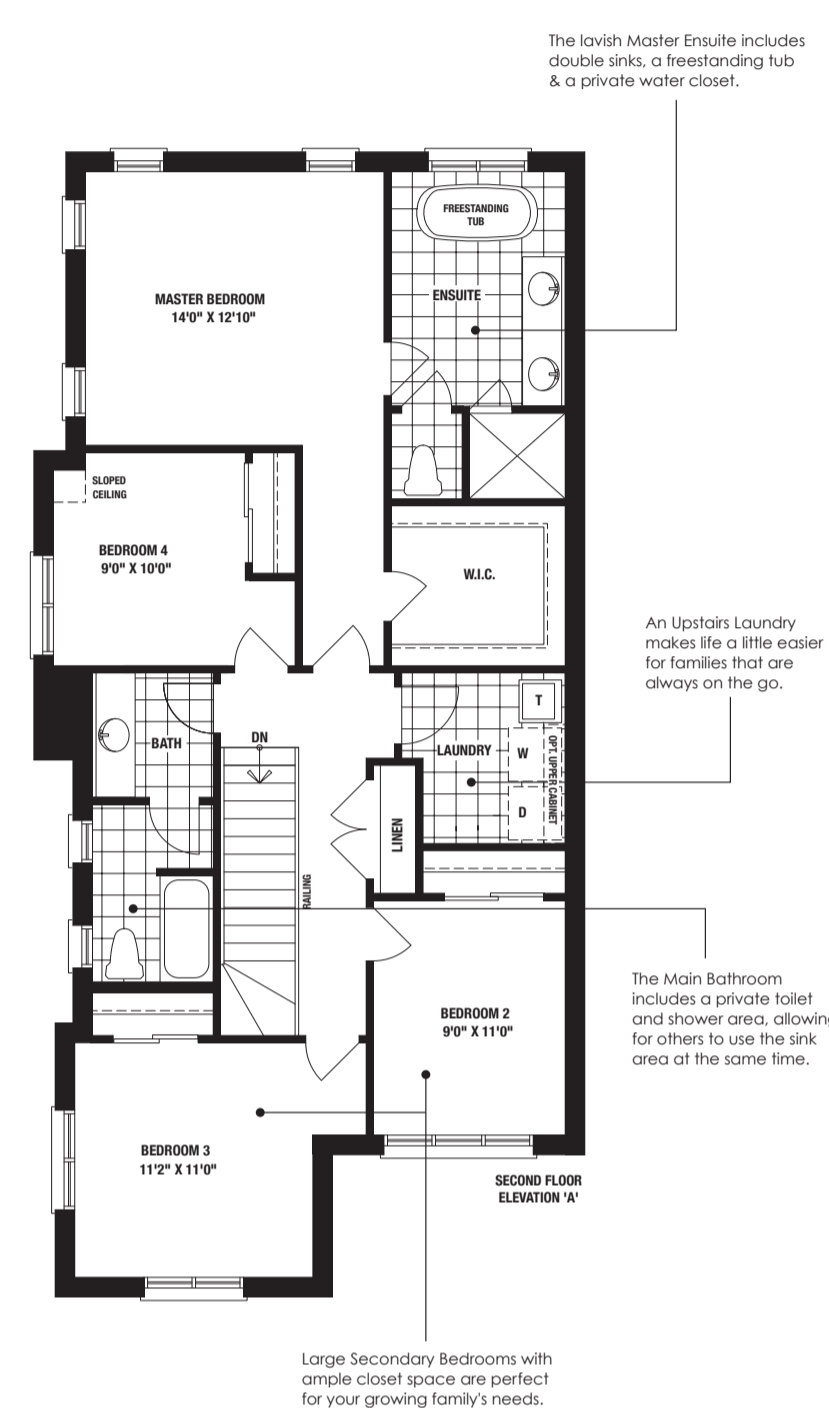 The lavish Master Ensuite includes
double sinks, a freestanding tub
& a private water closet.
FREESTANDING
TUB
MASTER BEDROOM
14'0" X 12'10"
ENSUITE
SLOPED
CEILING
BEDROOM 4
9'0" X 10'0"
W.I.C.
An Upstairs Laundry
makes life a little easier
for families that are
always on the go.
T
BATH
DN
LAUNDRY
W
OPT. UPPER CABINET
D
LINEN
RAILING
The Main Bathroom
includes a private toilet
and shower area, allowing
for others to use the sink
area at the same time.
BEDROOM 2
9'0" X 11'0"
BEDROOM 3
11'2" X 11'0"
SECOND FLOOR
ELEVATION 'A'
Large Secondary Bedrooms with
ample closet space are perfect
for your growing family's needs.